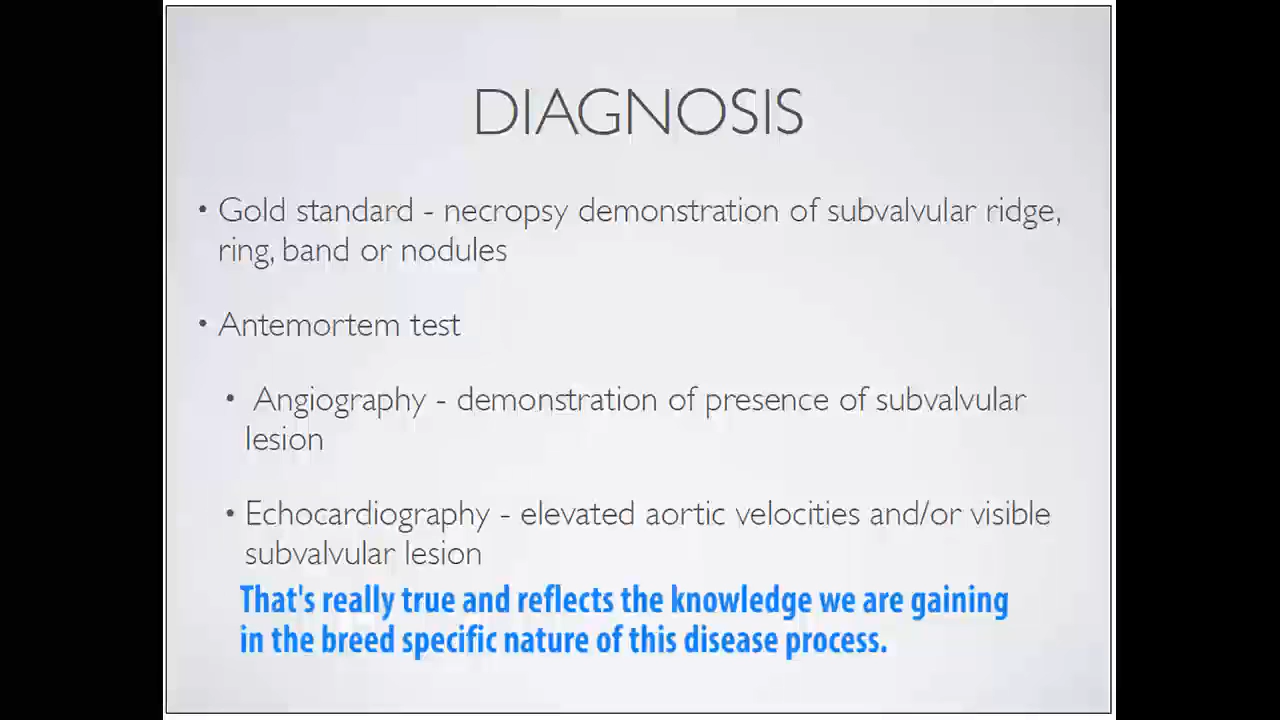 DIAGNOSIS
• Gold standard - necropsy demonstration of subvalvular ridge,
ring, band or nodules
• Antemortem test
• Angiography - demonstration of presence of subvalvular
lesion
• Echocardiography - elevated aortic velocities and/or visible
subvalvular lesion
That's really true and reflects the knowledge we are gaining
in the breed specific nature of this disease process.